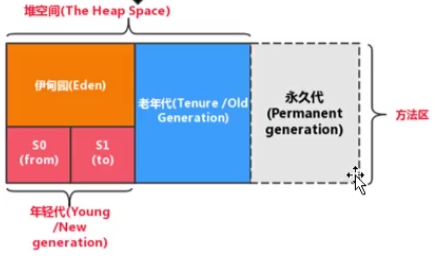 堆空间(The Heap Space)
伊甸园(Eden)
S0
(from)
S1
(to)
老年代(Tenure /Old
Generation)
永久代
(Permanent
generation)
方法区
年轻代(Young
/New
generation)